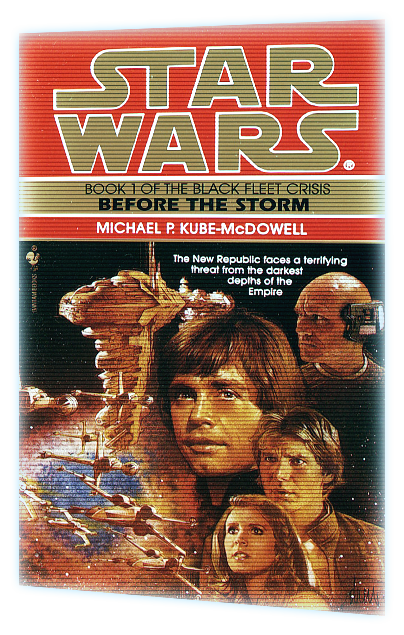 STAR
WARS®
BOOK 1 OF THE BLACK FLEET CRISIS
BEFORE THE STORM
MICHAEL P. KUBE-McDOWELL
The New Republic faces a terrifying
threat from the darkest
depths of the
Empire